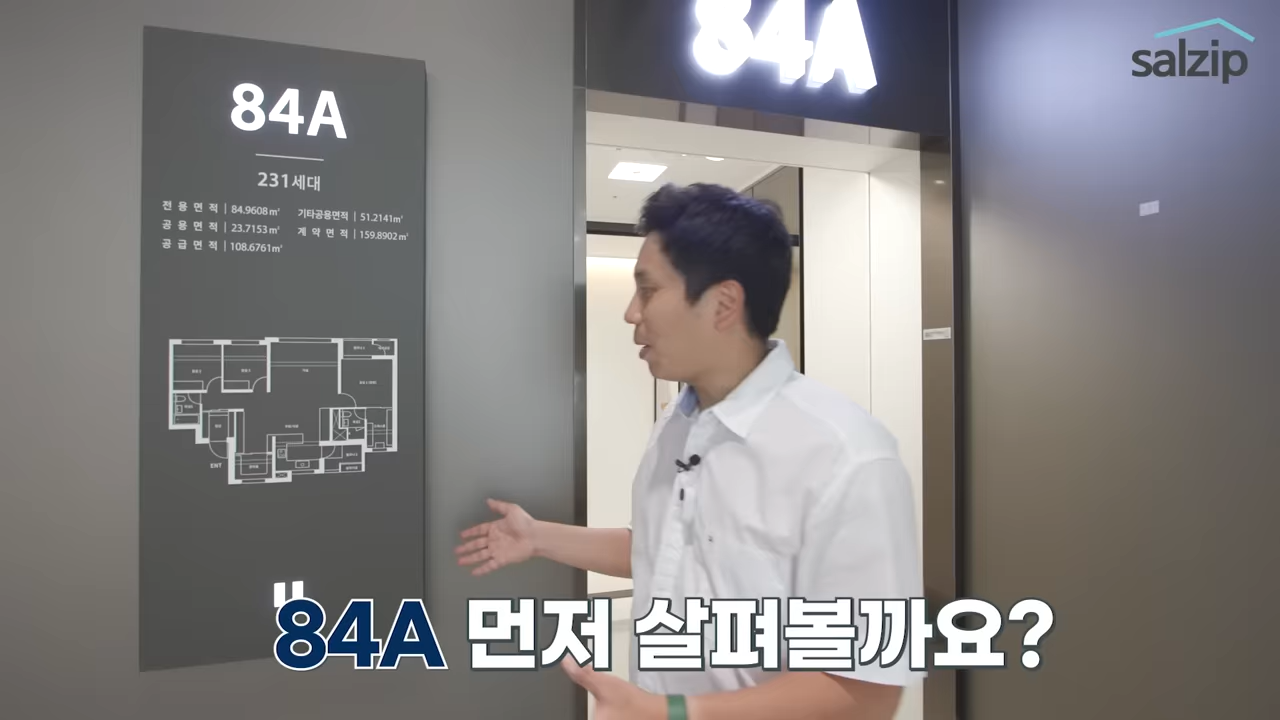 84A
salzip
84A
231세대
전용면적 | 84.9608㎡
공용면적 | 23.7153㎡
공급면적 | 108.6761㎡
기타공용면적 | 51.2141㎡
계약면적 | 159.8902㎡
ENT
84A 먼저 살펴볼까요?